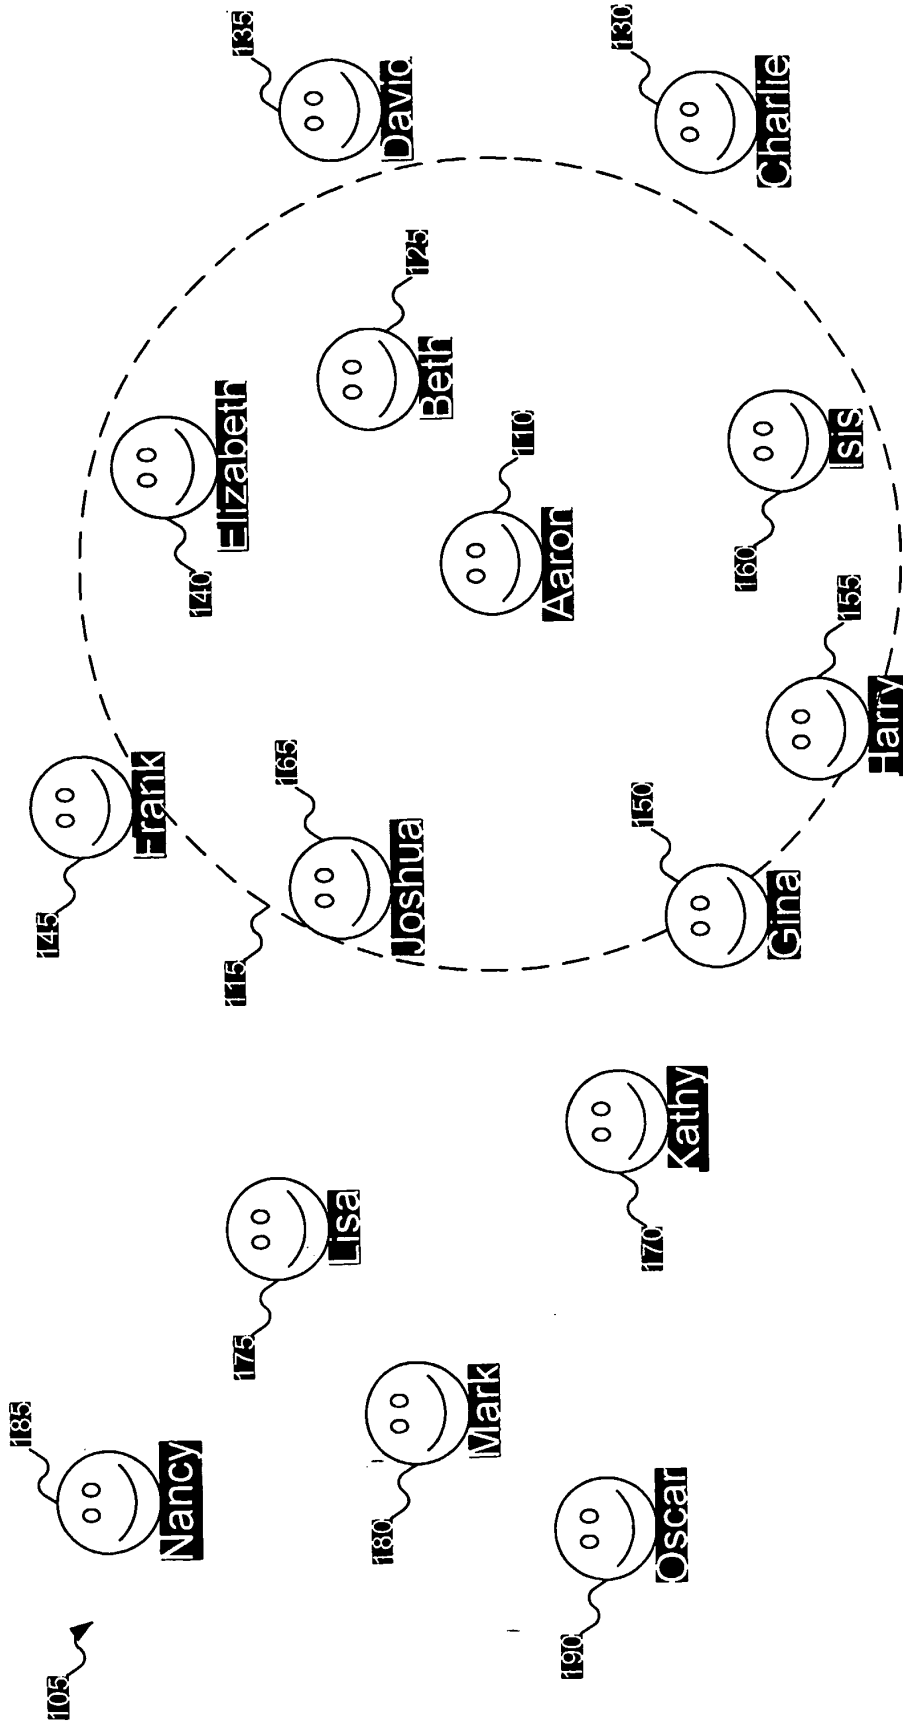 185
145
105
Frank
Nancy
140
115
Elizabeth
135
175
165
Lisa
180
David
Joshua
125
Beth
Mark
110
Aaron
190
130
150
170
Oscar
Kathy
160
Charlie
Gina
155
Isis
Harry